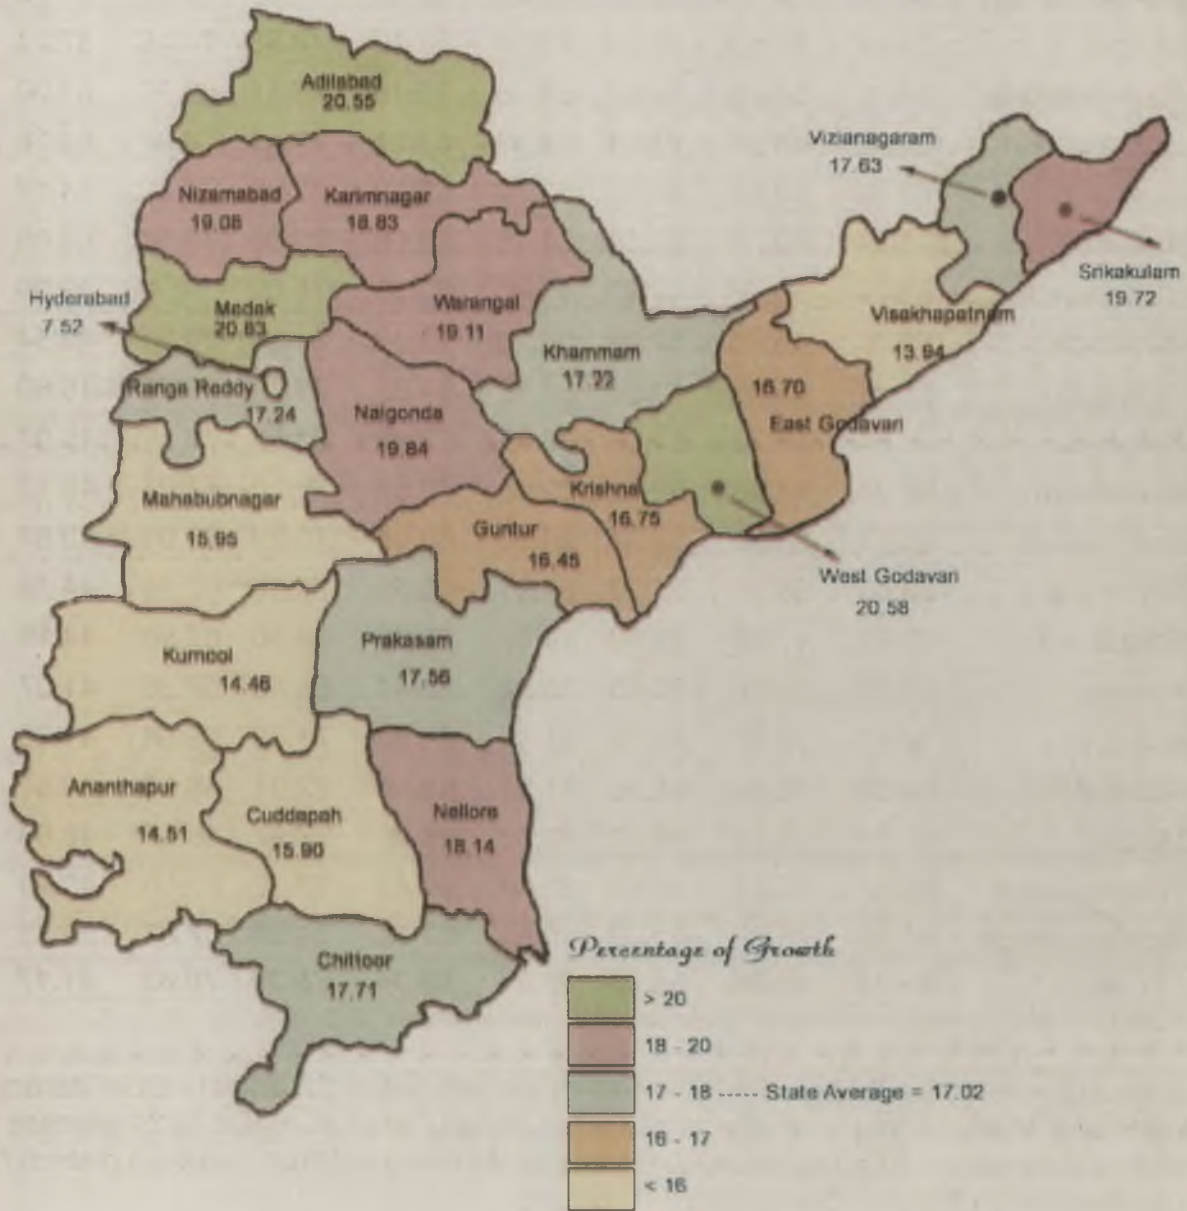 Adilabad
20.55
Vizianagaram
17.63
Nizamabad
19.08
Karimnagar
18.83
Srikakulam
19.72
Hyderabad
7.52
Medak
20.83
Warangal
19.11
Visakhapatnam
13.94
Khammam
17.22
Ranga Reddy
17.24
Nalgonda
19.84
16.70
East Godavari
Mahabubnagar
15.95
Krishna
16.75
Guntur
16.45
West Godavari
20.58
Prakasam
17.56
Kurnool
14.46
Ananthapur
14.51
Cuddapah
15.90
Nellore
18.14
Chittoor
17.71
Percentage of Growth
> 20
18 - 20
17 - 18 ----- State Average = 17.02
16 - 17
< 16